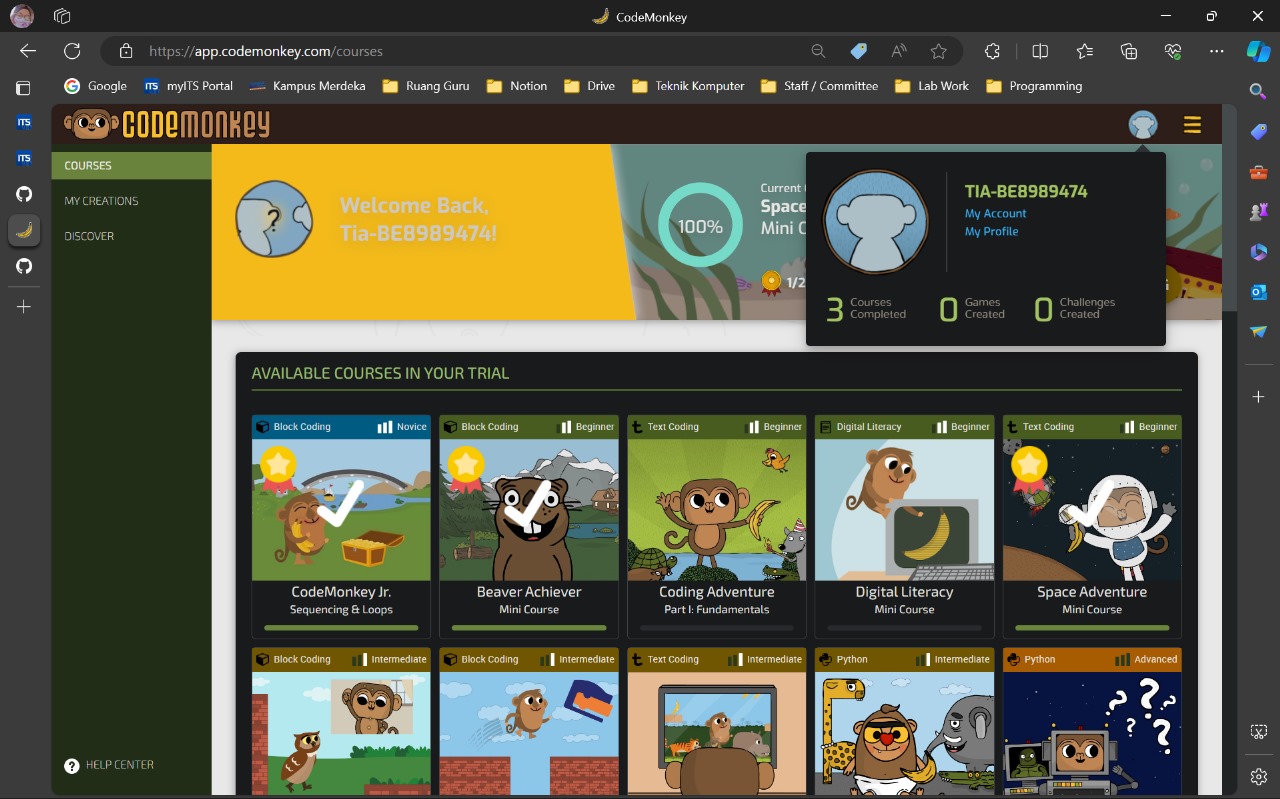 CodeMonkey
https://app.codemonkey.com/courses
Google
myITS Portal
Kampus Merdeka
Ruang Guru
Notion
Drive
Teknik Komputer
Staff / Committee
Lab Work
Programming
CODEMONKEY
COURSES
MY CREATIONS
DISCOVER
HELP CENTER
Welcome Back,
Tia-BE8989474!
100%
Current
Space
Mini C
1/2
TIA-BE8989474
My Account
My Profile
3 Courses Completed
0 Games Created
0 Challenges Created
AVAILABLE COURSES IN YOUR TRIAL
Block Coding Novice
CodeMonkey Jr.
Sequencing & Loops
Block Coding Beginner
Beaver Achiever
Mini Course
Text Coding Beginner
Coding Adventure
Part I: Fundamentals
Digital Literacy Beginner
Digital Literacy
Mini Course
Text Coding Beginner
Space Adventure
Mini Course
Block Coding Intermediate
Block Coding Intermediate
Text Coding Intermediate
Python Intermediate
Python Advanced